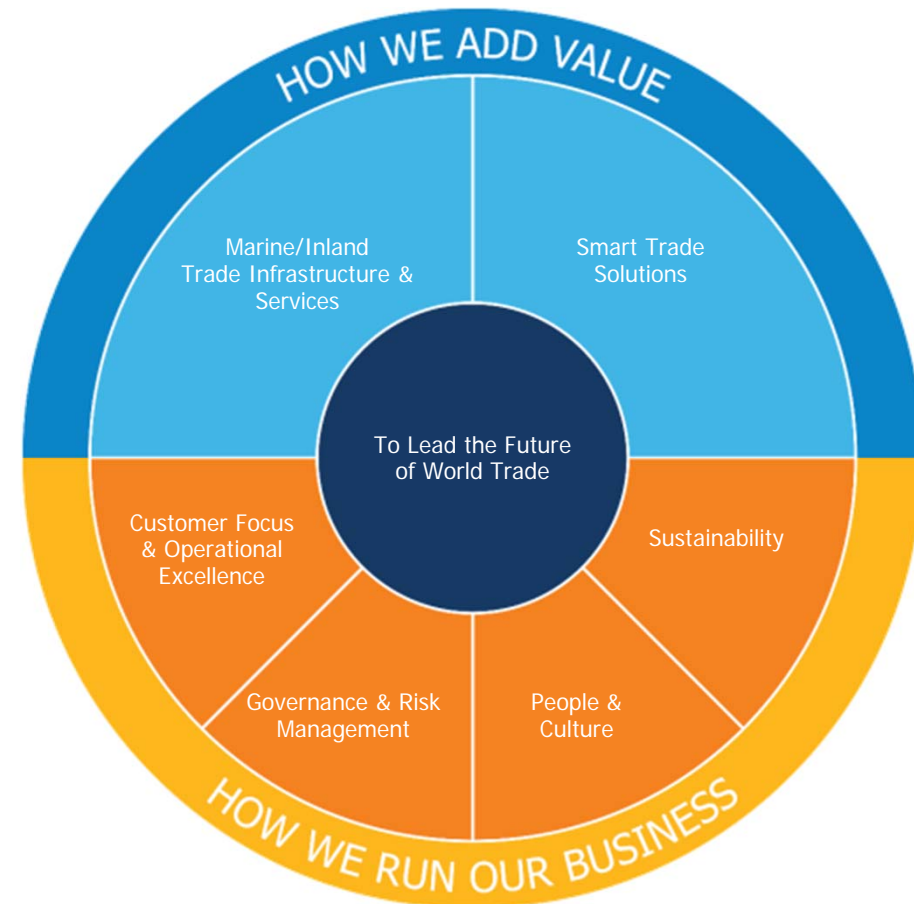 HOW WE ADD VALUE
Marine/Inland
Trade Infrastructure &
Services
Smart Trade
Solutions
To Lead the Future
of World Trade
Customer Focus
& Operational
Excellence
Sustainability
Governance & Risk
Management
People &
Culture
HOW WE RUN OUR BUSINESS